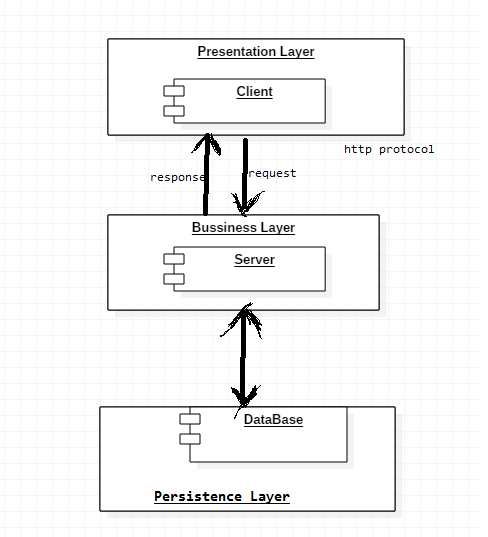 Presentation Layer
Client
http protocol
response
request
Bussiness Layer
Server
DataBase
Persistence Layer